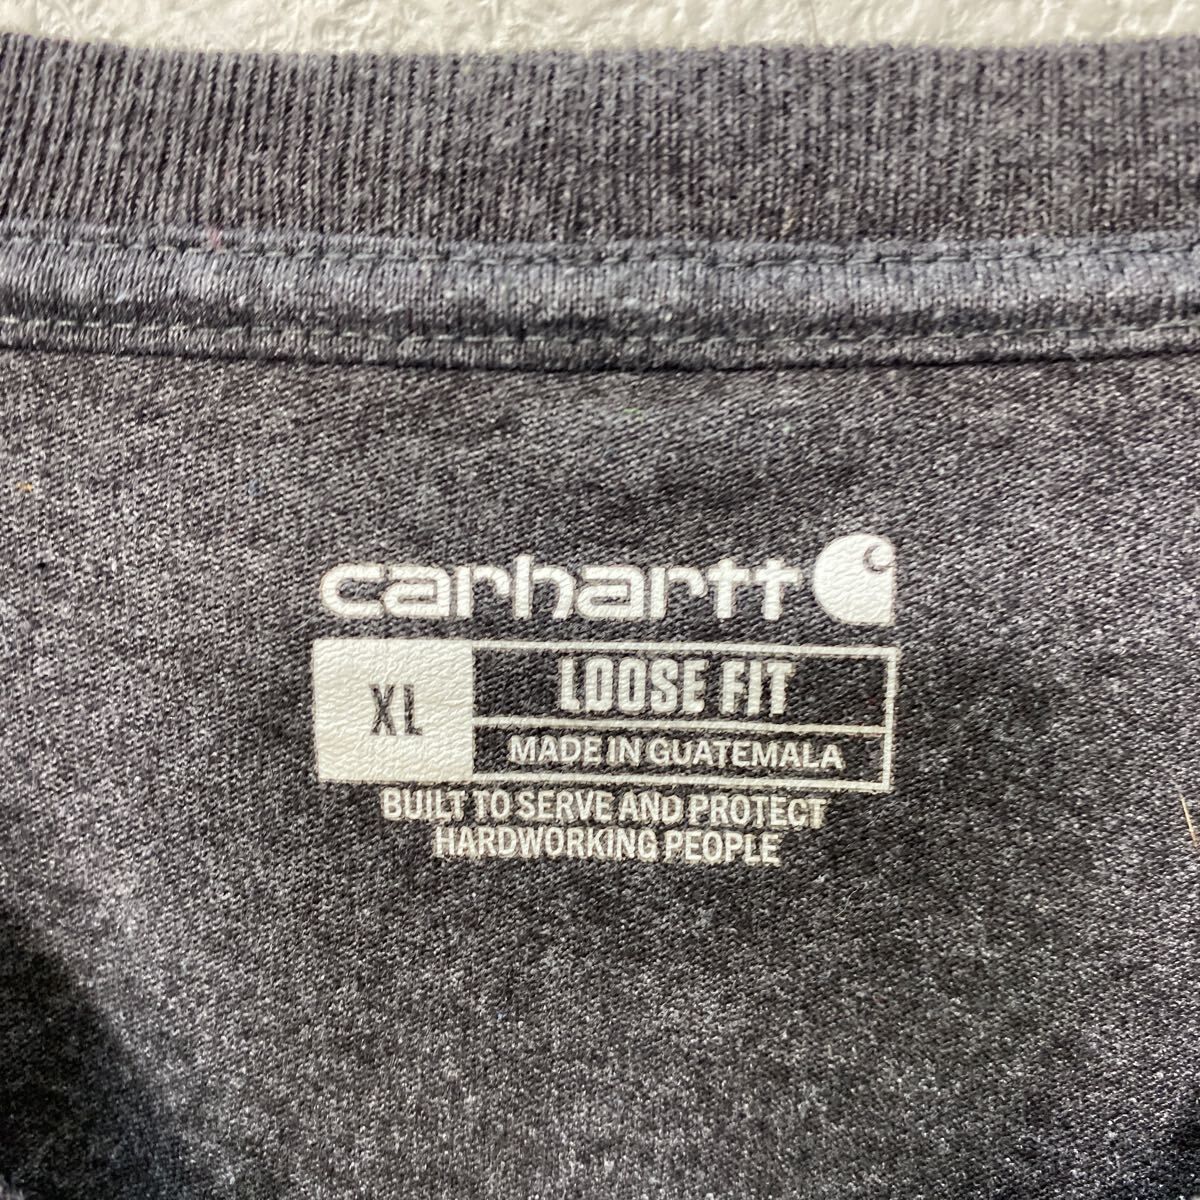 carhartt
XL
LOOSE FIT
MADE IN GUATEMALA
BUILT TO SERVE AND PROTECT
HARDWORKING PEOPLE